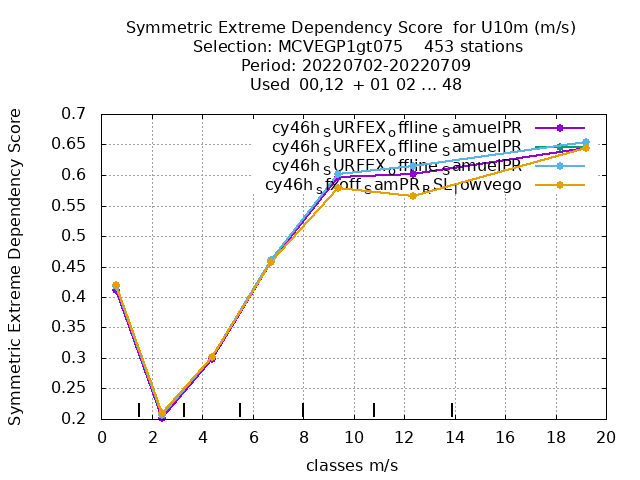 Symmetric Extreme Dependency Score for U10m (m/s)
Selection: MCVEGP1gt075 453 stations
Period: 20220702-20220709
Used 00,12 + 01 02 ... 48
Symmetric Extreme Dependency Score
0.7
0.65
0.6
0.55
0.5
0.45
0.4
0.35
0.3
0.25
0.2
cy46h_SURFEX_offline_SamuelPR
cy46h_SURFEX_offline_SamuelPR
cy46h_SURFEX_offline_SamuelPR
0 2 4 6 8 10 12 14 16 18 20
classes m/s